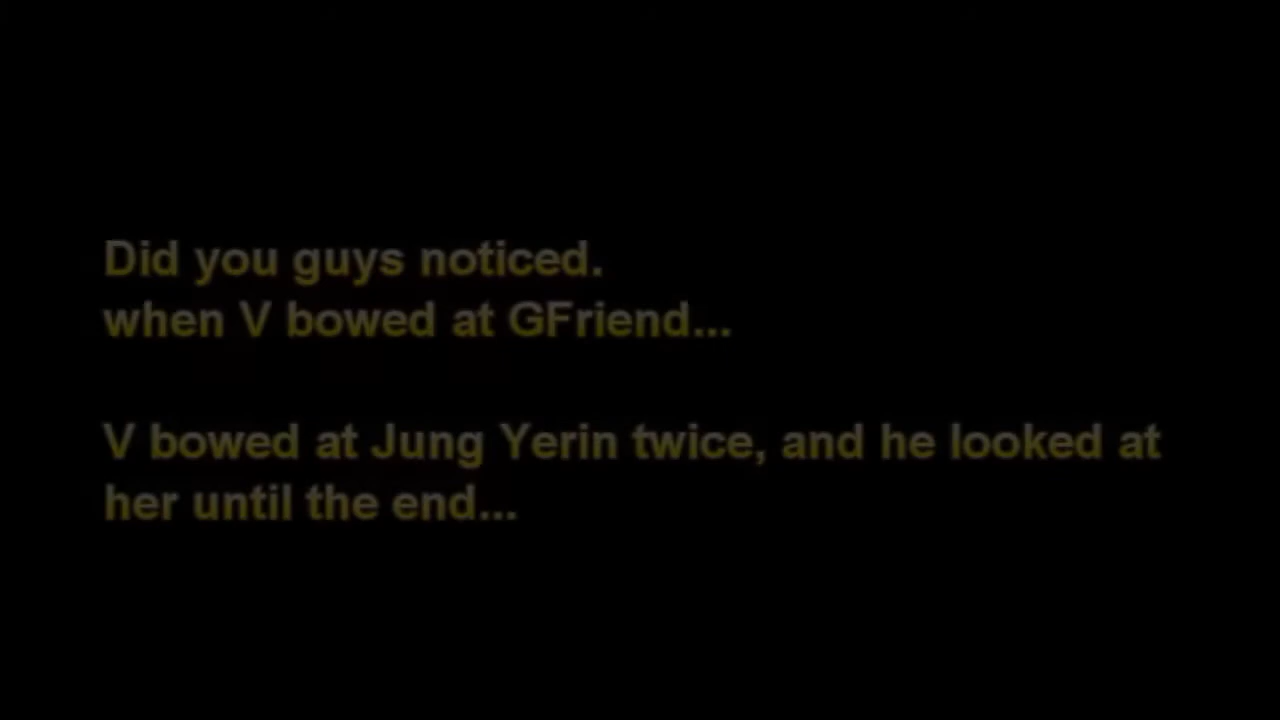 Did you guys noticed.
when V bowed at GFriend...
V bowed at Jung Yerin twice, and he looked at
her until the end...